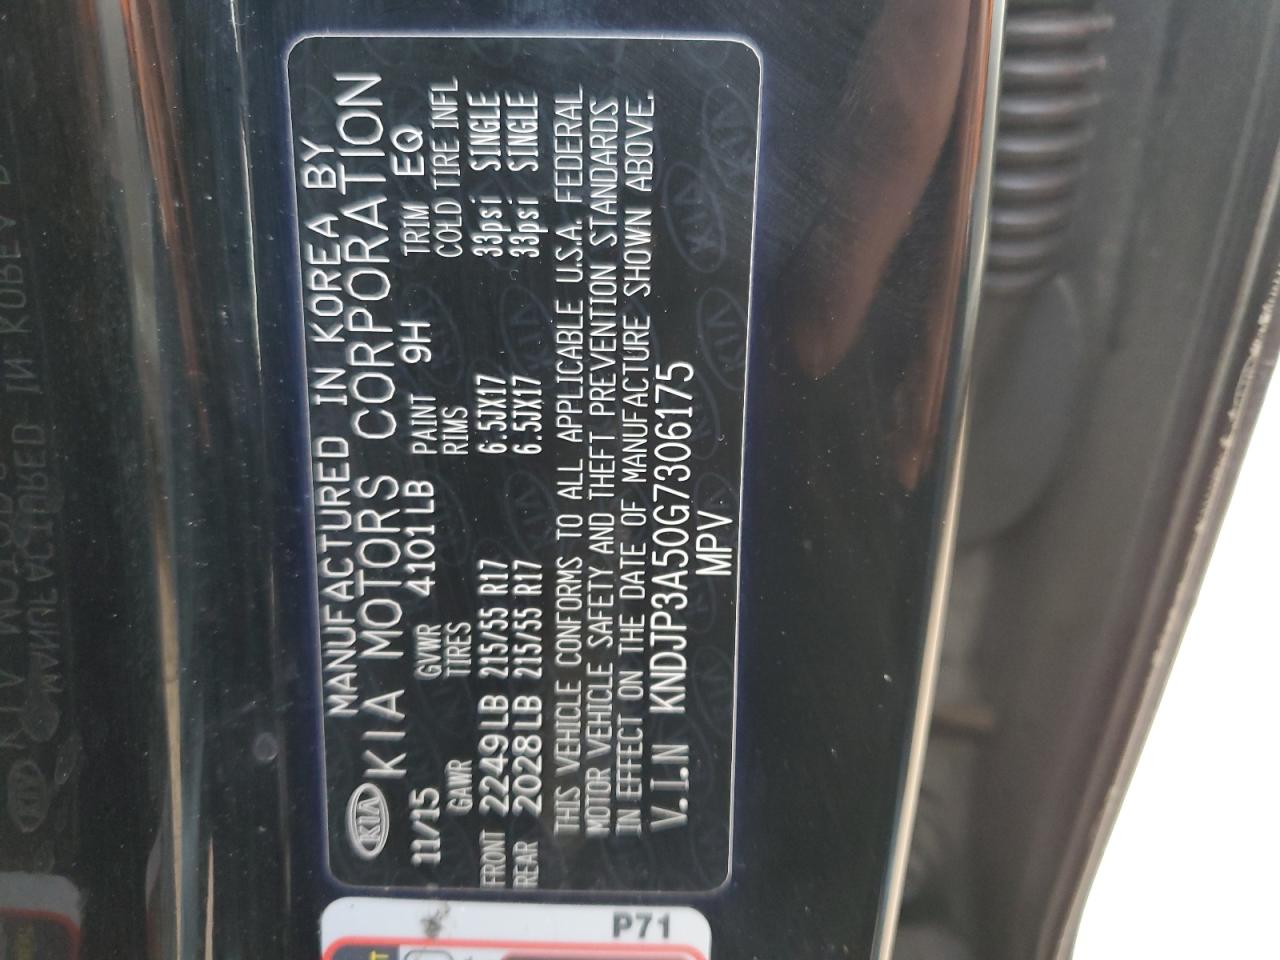 KIA
MANUFACTURED IN KOREA BY
KIA MOTORS CORPORATION
11/15 GVWR 4101LB PAINT 9H TRIM EQ
GAWR TIRES RIMS COLD TIRE INFL
FRONT 2249LB 215/55 R17 6.5JX17 33psi SINGLE
REAR 2028LB 215/55 R17 6.5JX17 33psi SINGLE
THIS VEHICLE CONFORMS TO ALL APPLICABLE U.S.A. FEDERAL
MOTOR VEHICLE SAFETY AND THEFT PREVENTION STANDARDS
IN EFFECT ON THE DATE OF MANUFACTURE SHOWN ABOVE.
V.I.N KNDJP3A50G7306175
MPV
P71